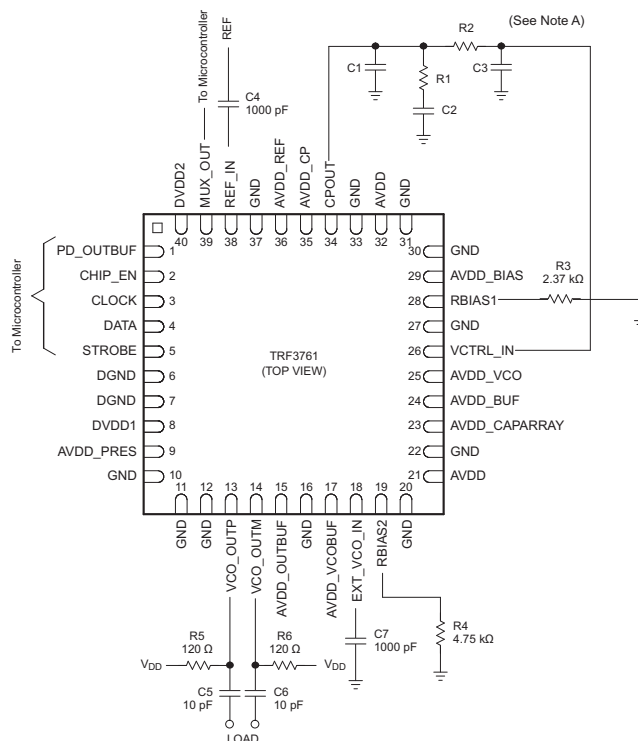 REF
To Microcontroller
C4
1000 pF
(See Note A)
R2
C1
R1
C3
C2
DVDD2
MUX_OUT
REF_IN
GND
AVDD_REF
AVDD_CP
CPOUT
GND
AVDD
GND
40
39
38
37
36
35
34
33
32
31
To Microcontroller
PD_OUTBUF 1
CHIP_EN 2
CLOCK 3
DATA 4
STROBE 5
DGND 6
DGND 7
DVDD1 8
AVDD_PRES 9
GND 10
TRF3761
(TOP VIEW)
30 GND
29 AVDD_BIAS
28 RBIAS1
27 GND
26 VCTRL_IN
25 AVDD_VCO
24 AVDD_BUF
23 AVDD_CAPARRAY
22 GND
21 AVDD
R3
2.37 kΩ
11
12
13
14
15
16
17
18
19
20
GND
GND
VCO_OUTP
VCO_OUTM
AVDD_OUTBUF
GND
AVDD_VCOBUF
EXT_VCO_IN
RBIAS2
GND
R5
120 Ω
R6
120 Ω
VDD
VDD
C7
1000 pF
R4
4.75 kΩ
C5
10 pF
C6
10 pF
LOAD